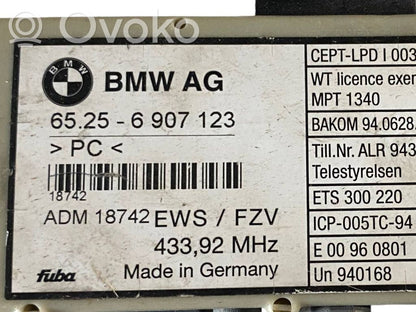 Ovoko
BMW
BMW AG
65.25 - 6 907 123
> PC <
18742
ADM 18742 EWS / FZV
433,92 MHz
fuba Made in Germany
CEPT-LPD I 003
WT licence exer
MPT 1340
BAKOM 94.0628.
Till.Nr. ALR 943
Telestyrelsen
ETS 300 220
ICP-005TC-94
E 00 96 0801
Un 940168